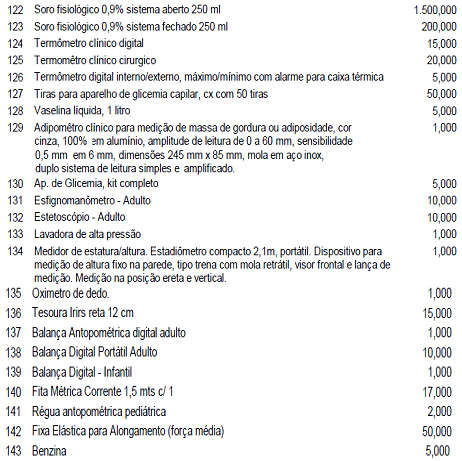 122 Soro fisiológico 0,9% sistema aberto 250 ml 1.500,000
123 Soro fisiológico 0,9% sistema fechado 250 ml 200,000
124 Termômetro clínico digital 15,000
125 Termomêtro clínico cirurgico 20,000
126 Termômetro digital interno/externo, máximo/mínimo com alarme para caixa térmica 5,000
127 Tiras para aparelho de glicemia capilar, cx com 50 tiras 50,000
128 Vaselina líquida, 1 litro 5,000
129 Adipomêtro clínico para medição de massa de gordura ou adiposidade, cor 1,000
cinza, 100% em alumínio, amplitude de leitura de 0 a 60 mm, sensibilidade
0,5 mm em 6 mm, dimensões 245 mm x 85 mm, mola em aço inox,
duplo sistema de leitura simples e amplificado.
130 Ap. de Glicemia, kit completo 5,000
131 Esfignomanômetro - Adulto 10,000
132 Estetoscópio - Adulto 10,000
133 Lavadora de alta pressão 1,000
134 Medidor de estatura/altura. Estadiômetro compacto 2,1m, portátil. Dispositivo para 1,000
medição de altura fixo na parede, tipo trena com mola retrátil, visor frontal e lança de
medição. Medição na posição ereta e vertical.
135 Oximetro de dedo. 1,000
136 Tesoura Irirs reta 12 cm 15,000
137 Balança Antopométrica digital adulto 1,000
138 Balança Digital Portátil Adulto 10,000
139 Balança Digital - Infantil 1,000
140 Fita Métrica Corrente 1,5 mts c/ 1 17,000
141 Régua antopométrica pediátrica 2,000
142 Fixa Elástica para Alongamento (força média) 50,000
143 Benzina 5,000